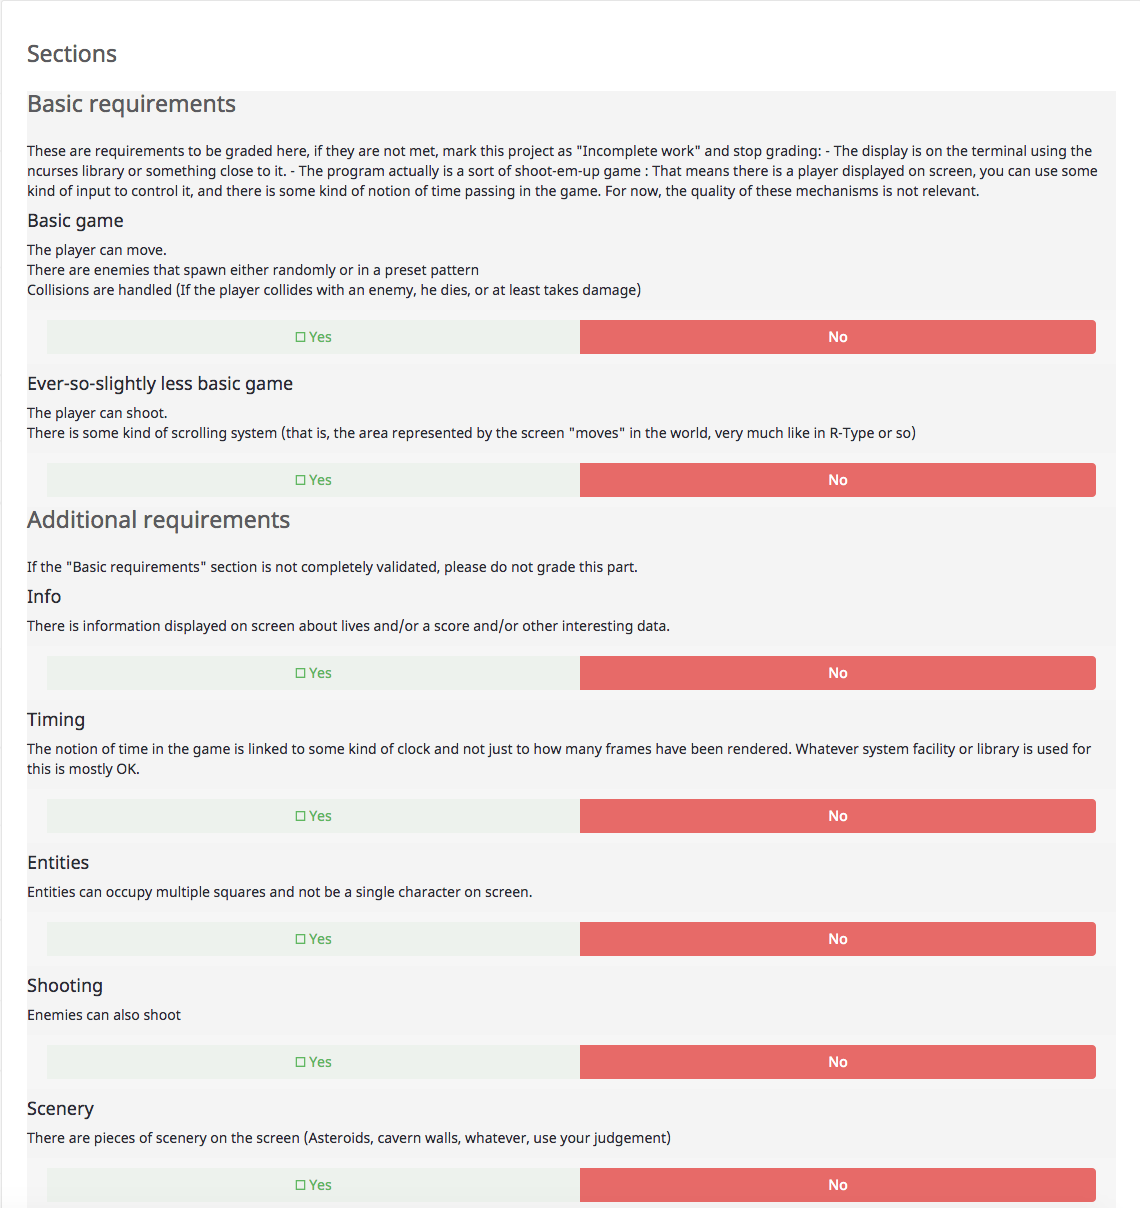 Sections
Basic requirements
These are requirements to be graded here, if they are not met, mark this project as "Incomplete work" and stop grading: - The display is on the terminal using the
ncurses library or something close to it. - The program actually is a sort of shoot-em-up game : That means there is a player displayed on screen, you can use some
kind of input to control it, and there is some kind of notion of time passing in the game. For now, the quality of these mechanisms is not relevant.
Basic game
The player can move.
There are enemies that spawn either randomly or in a preset pattern
Collisions are handled (If the player collides with an enemy, he dies, or at least takes damage)
Yes No
Ever-so-slightly less basic game
The player can shoot.
There is some kind of scrolling system (that is, the area represented by the screen "moves" in the world, very much like in R-Type or so)
Yes No
Additional requirements
If the "Basic requirements" section is not completely validated, please do not grade this part.
Info
There is information displayed on screen about lives and/or a score and/or other interesting data.
Yes No
Timing
The notion of time in the game is linked to some kind of clock and not just to how many frames have been rendered. Whatever system facility or library is used for
this is mostly OK.
Yes No
Entities
Entities can occupy multiple squares and not be a single character on screen.
Yes No
Shooting
Enemies can also shoot
Yes No
Scenery
There are pieces of scenery on the screen (Asteroids, cavern walls, whatever, use your judgement)
Yes No